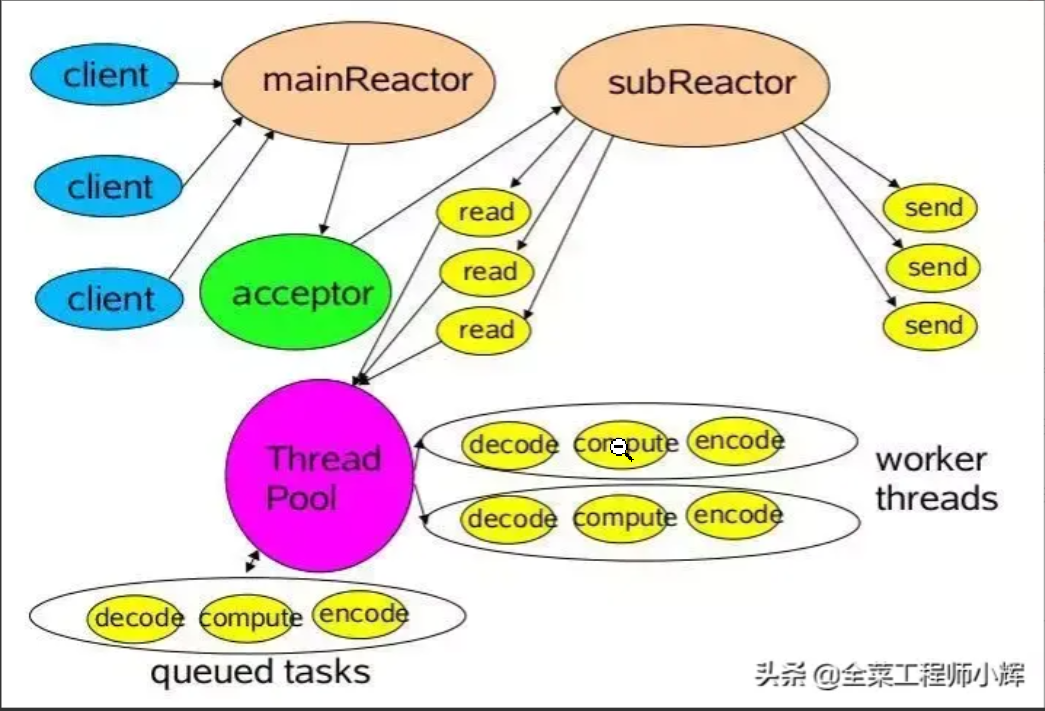 client
mainReactor
subReactor
client
client
acceptor
read
read
read
send
send
send
Thread
Pool
decode compute encode
decode compute encode
worker
threads
decode compute encode
queued tasks
头条 @全菜工程师小辉